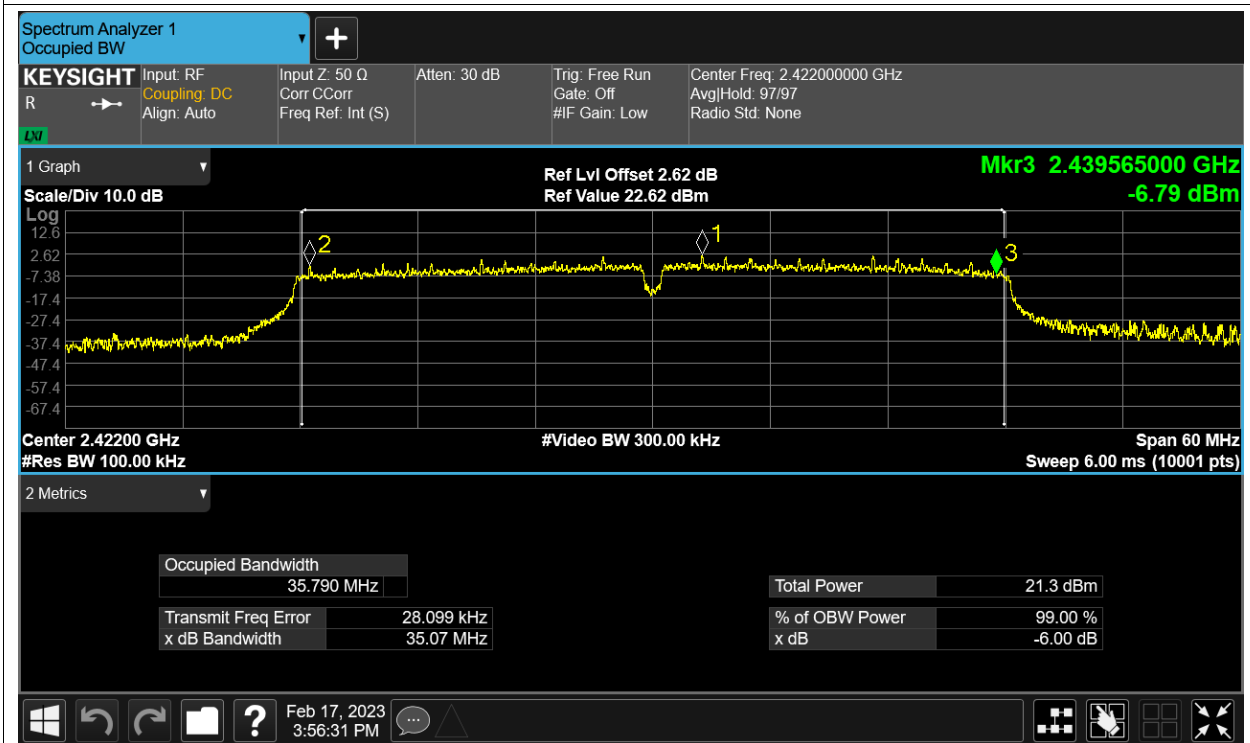 Spectrum Analyzer 1
Occupied BW
KEYSIGHT
R
LXI
Input: RF
Coupling: DC
Align: Auto
Input Z: 50 Ω
Corr CCorr
Freq Ref: Int (S)
Atten: 30 dB
Trig: Free Run
Gate: Off
#IF Gain: Low
Center Freq: 2.422000000 GHz
Avg|Hold: 97/97
Radio Std: None
1 Graph
Scale/Div 10.0 dB
Ref Lvl Offset 2.62 dB
Ref Value 22.62 dBm
Mkr3 2.439565000 GHz
-6.79 dBm
Log
12.6
2.62
-7.38
-17.4
-27.4
-37.4
-47.4
-57.4
-67.4
2
1
3
Center 2.42200 GHz
#Video BW 300.00 kHz
Span 60 MHz
#Res BW 100.00 kHz
Sweep 6.00 ms (10001 pts)
2 Metrics
Occupied Bandwidth
35.790 MHz
Total Power 21.3 dBm
Transmit Freq Error 28.099 kHz
% of OBW Power 99.00 %
x dB Bandwidth 35.07 MHz
x dB -6.00 dB
?
Feb 17, 2023
3:56:31 PM